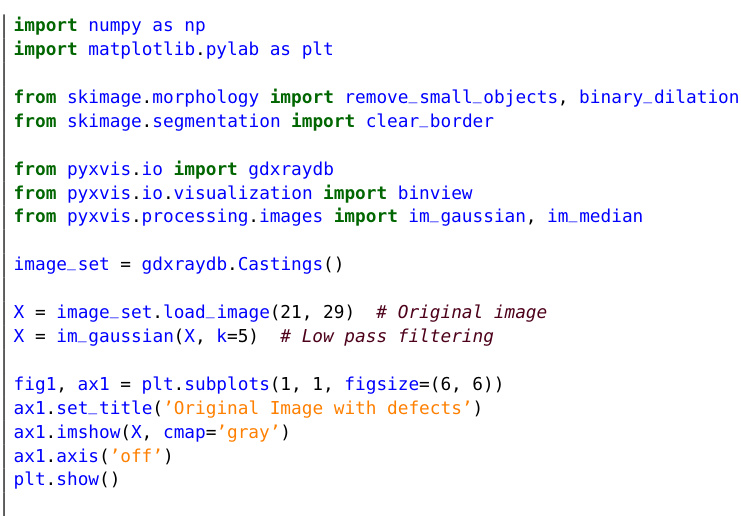 import numpy as np
import matplotlib.pylab as plt
from skimage.morphology import remove_small_objects, binary_dilation
from skimage.segmentation import clear_border
from pyxvis.io import gdxraydb
from pyxvis.io.visualization import binview
from pyxvis.processing.images import im_gaussian, im_median
image_set = gdxraydb.Castings()
X = image_set.load_image(21, 29)  # Original image
X = im_gaussian(X, k=5)  # Low pass filtering
fig1, ax1 = plt.subplots(1, 1, figsize=(6, 6))
ax1.set_title(’Original Image with defects’)
ax1.imshow(X, cmap=’gray’)
ax1.axis(’off’)
plt.show()